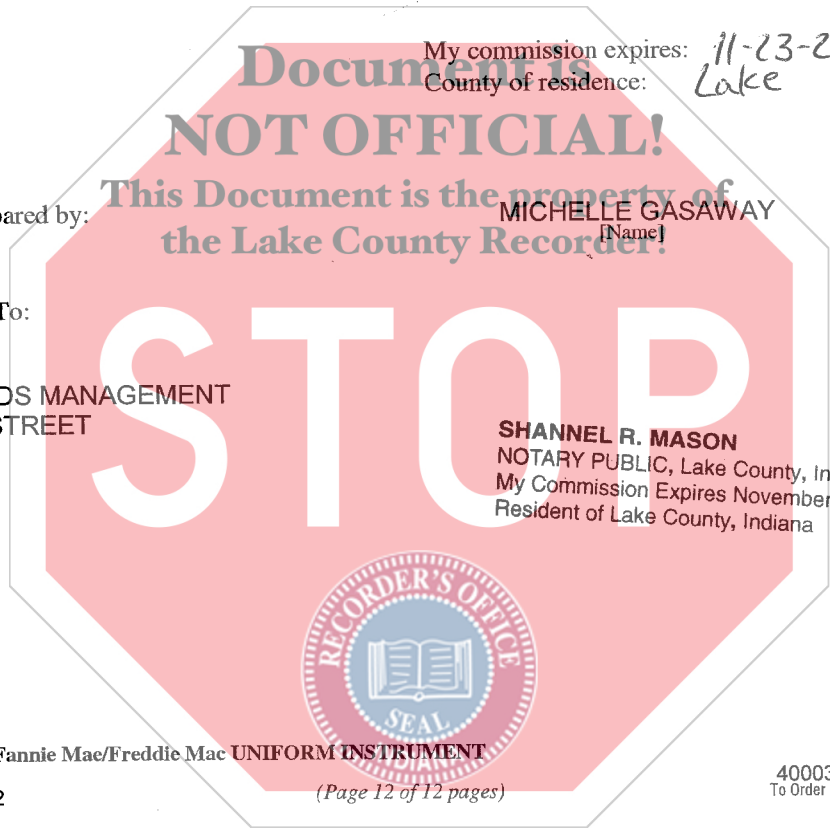 My commission expires: 11-23-2
County of residence: Lake
Document is
NOT OFFICIAL!
This Document is the property of
the Lake County Recorder!
ared by:
MICHELLE GASAWAY
[Name]
To:
STOP
DS MANAGEMENT
STREET
SHANNEL R. MASON
NOTARY PUBLIC, Lake County, In
My Commission Expires November
Resident of Lake County, Indiana
RECORDER'S OFFICE
SEAL
INDIANA
Fannie Mae/Freddie Mac UNIFORM INSTRUMENT
(Page 12 of 12 pages)
2
40003
To Order